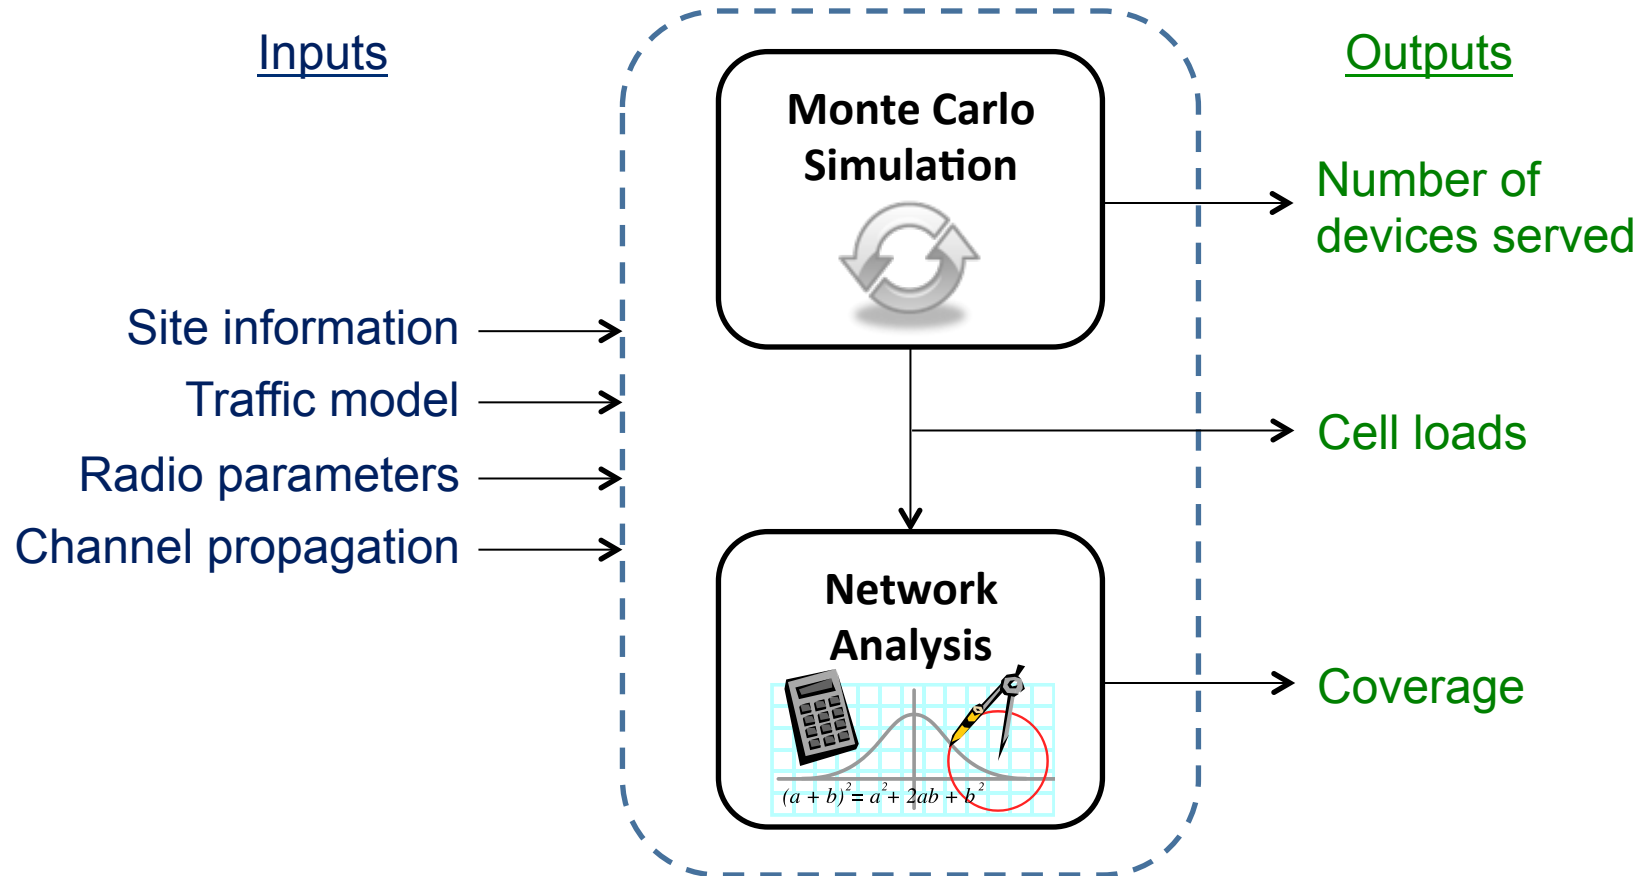 Inputs
Outputs
Monte Carlo
Simulation
Number of
devices served
Site information
Traffic model
Radio parameters
Channel propagation
Cell loads
Network
Analysis
(a + b)² = a² + 2ab + b²
Coverage